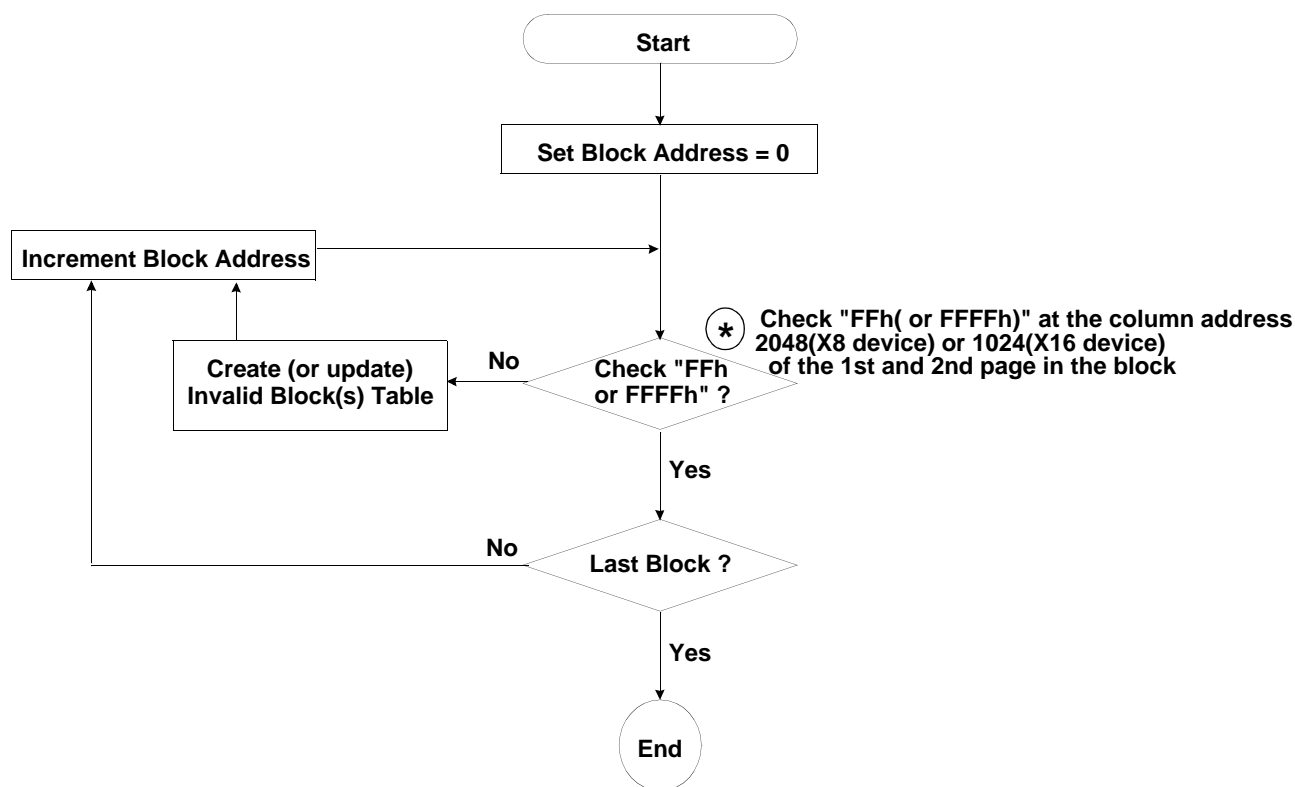 Start
Set Block Address = 0
Increment Block Address
* Check "FFh( or FFFFh)" at the column address
2048(X8 device) or 1024(X16 device)
of the 1st and 2nd page in the block
No
Create (or update)
Invalid Block(s) Table
Check "FFh
or FFFFh" ?
Yes
No
Last Block ?
Yes
End